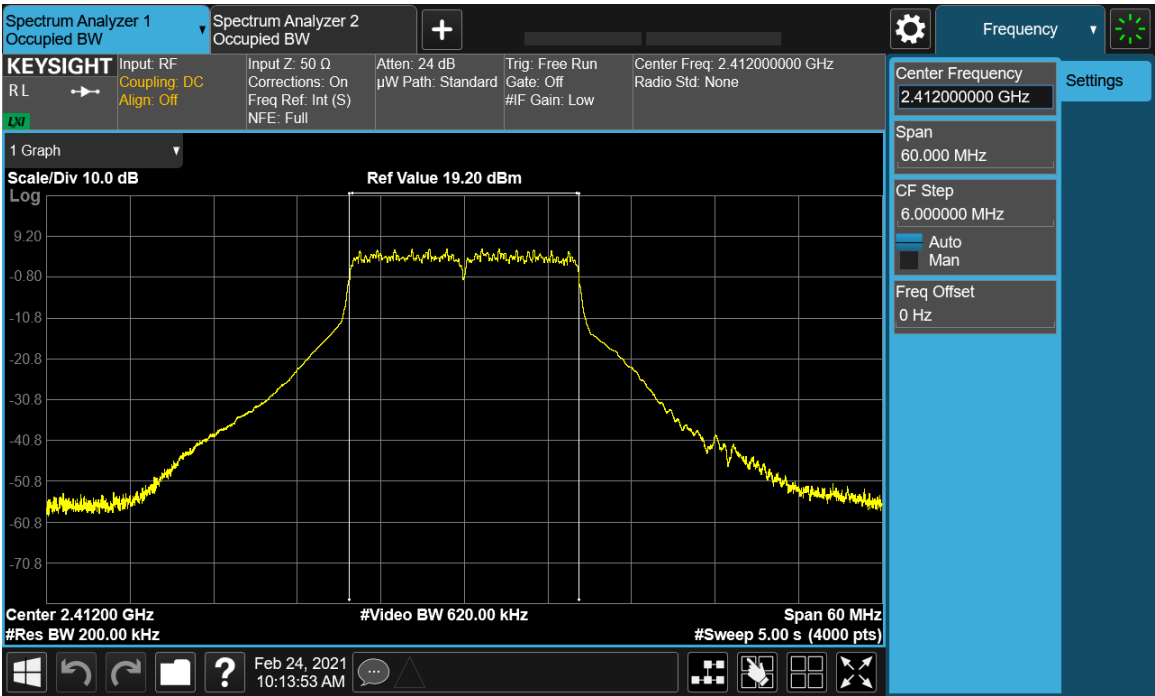 Spectrum Analyzer 1
Occupied BW
Spectrum Analyzer 2
Occupied BW
Frequency
KEYSIGHT
RL
LXI
Input: RF
Coupling: DC
Align: Off
Input Z: 50 Ω
Corrections: On
Freq Ref: Int (S)
NFE: Full
Atten: 24 dB
µW Path: Standard
Trig: Free Run
Gate: Off
#IF Gain: Low
Center Freq: 2.412000000 GHz
Radio Std: None
Center Frequency
2.412000000 GHz
Settings
Span
60.000 MHz
CF Step
6.000000 MHz
Auto
Man
Freq Offset
0 Hz
1 Graph
Scale/Div 10.0 dB
Ref Value 19.20 dBm
Log
9.20
-0.80
-10.8
-20.8
-30.8
-40.8
-50.8
-60.8
-70.8
Center 2.41200 GHz
#Video BW 620.00 kHz
Span 60 MHz
#Res BW 200.00 kHz
#Sweep 5.00 s (4000 pts)
Feb 24, 2021
10:13:53 AM